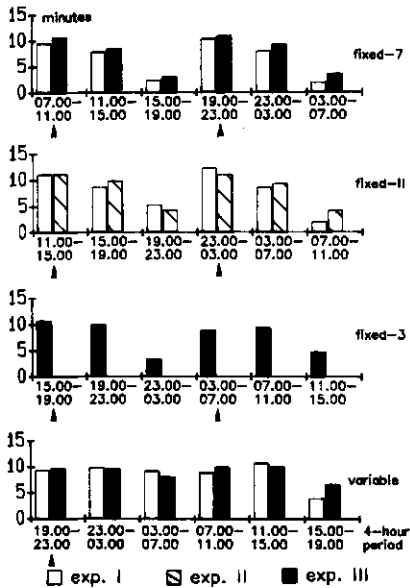 minutes
15
10
5
0
fixed-7
07.00- 11.00- 15.00- 19.00- 23.00- 03.00-
11.00 15.00 19.00 23.00 03.00 07.00
15
10
5
0
fixed-11
11.00- 15.00- 19.00- 23.00- 03.00- 07.00-
15.00 19.00 23.00 03.00 07.00 11.00
15
10
5
0
fixed-3
15.00- 19.00- 23.00- 03.00- 07.00- 11.00-
19.00 23.00 03.00 07.00 11.00 15.00
15
10
5
0
variable
19.00- 23.00- 03.00- 07.00- 11.00- 15.00- 4-hour
23.00 03.00 07.00 11.00 15.00 19.00 period
exp. I exp. II exp. III